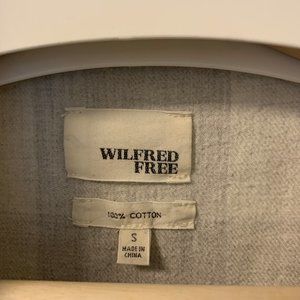 WILFRED
FREE
100% COTTON
S
MADE IN
CHINA